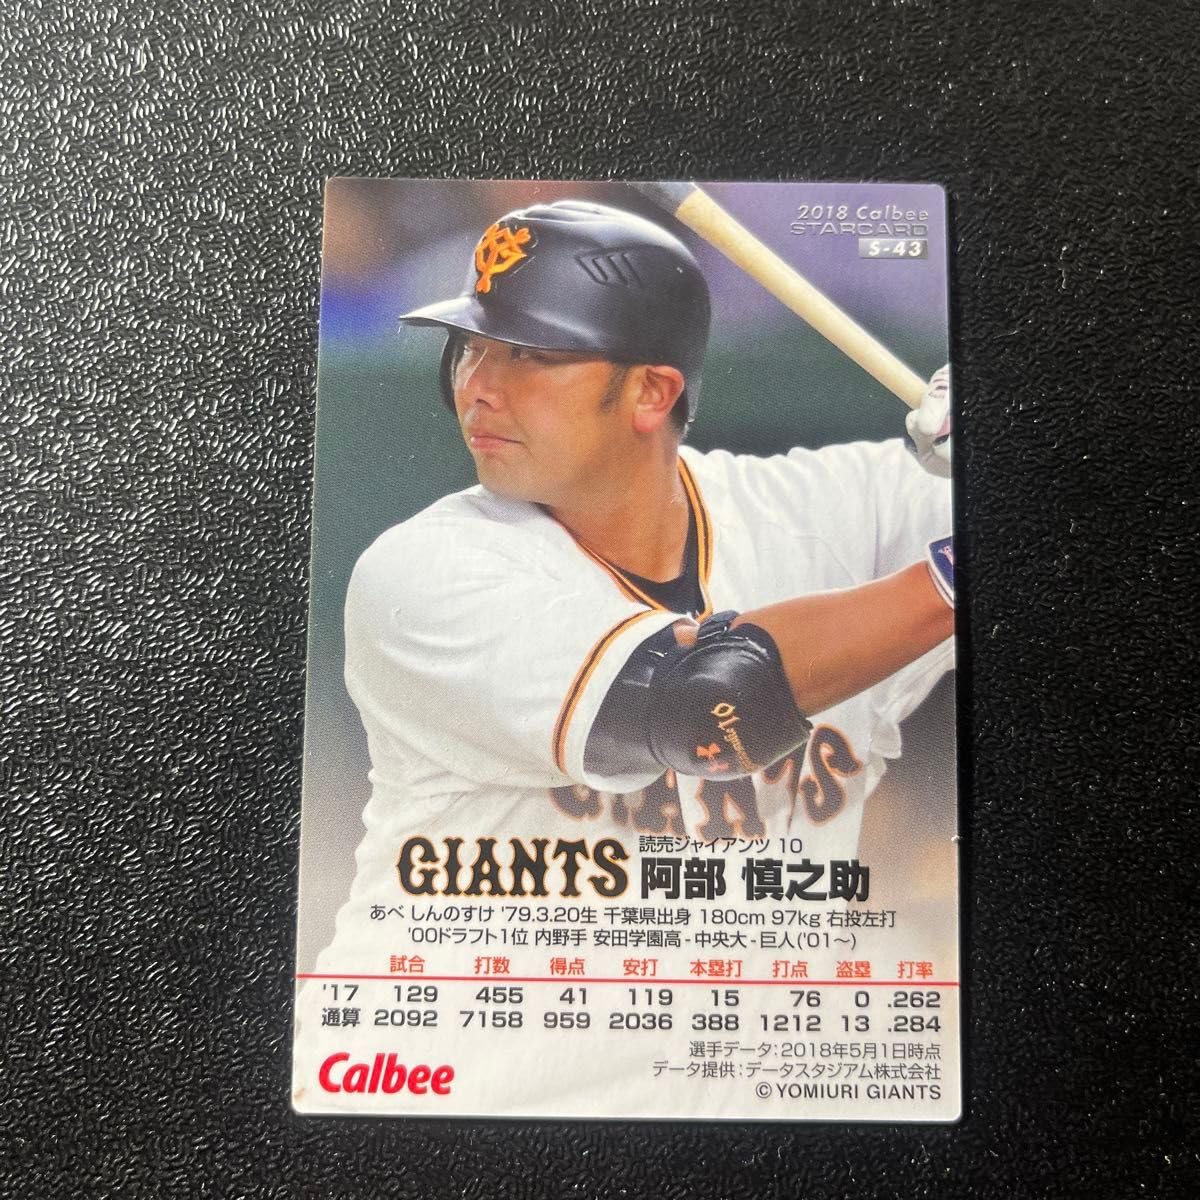 2018 Calbee
STARCARD
S-43
10
GIANTS
GIANTS
読売ジャイアンツ 10
阿部 慎之助
あべ しんのすけ '79.3.20生 千葉県出身 180cm 97kg 右投左打
'00ドラフト1位 内野手 安田学園高-中央大-巨人('01~)
試合 打数 得点 安打 本塁打 打点 盗塁 打率
'17 129 455 41 119 15 76 0 .262
通算 2092 7158 959 2036 388 1212 13 .284
選手データ:2018年5月1日時点
データ提供:データスタジアム株式会社
Calbee
© YOMIURI GIANTS